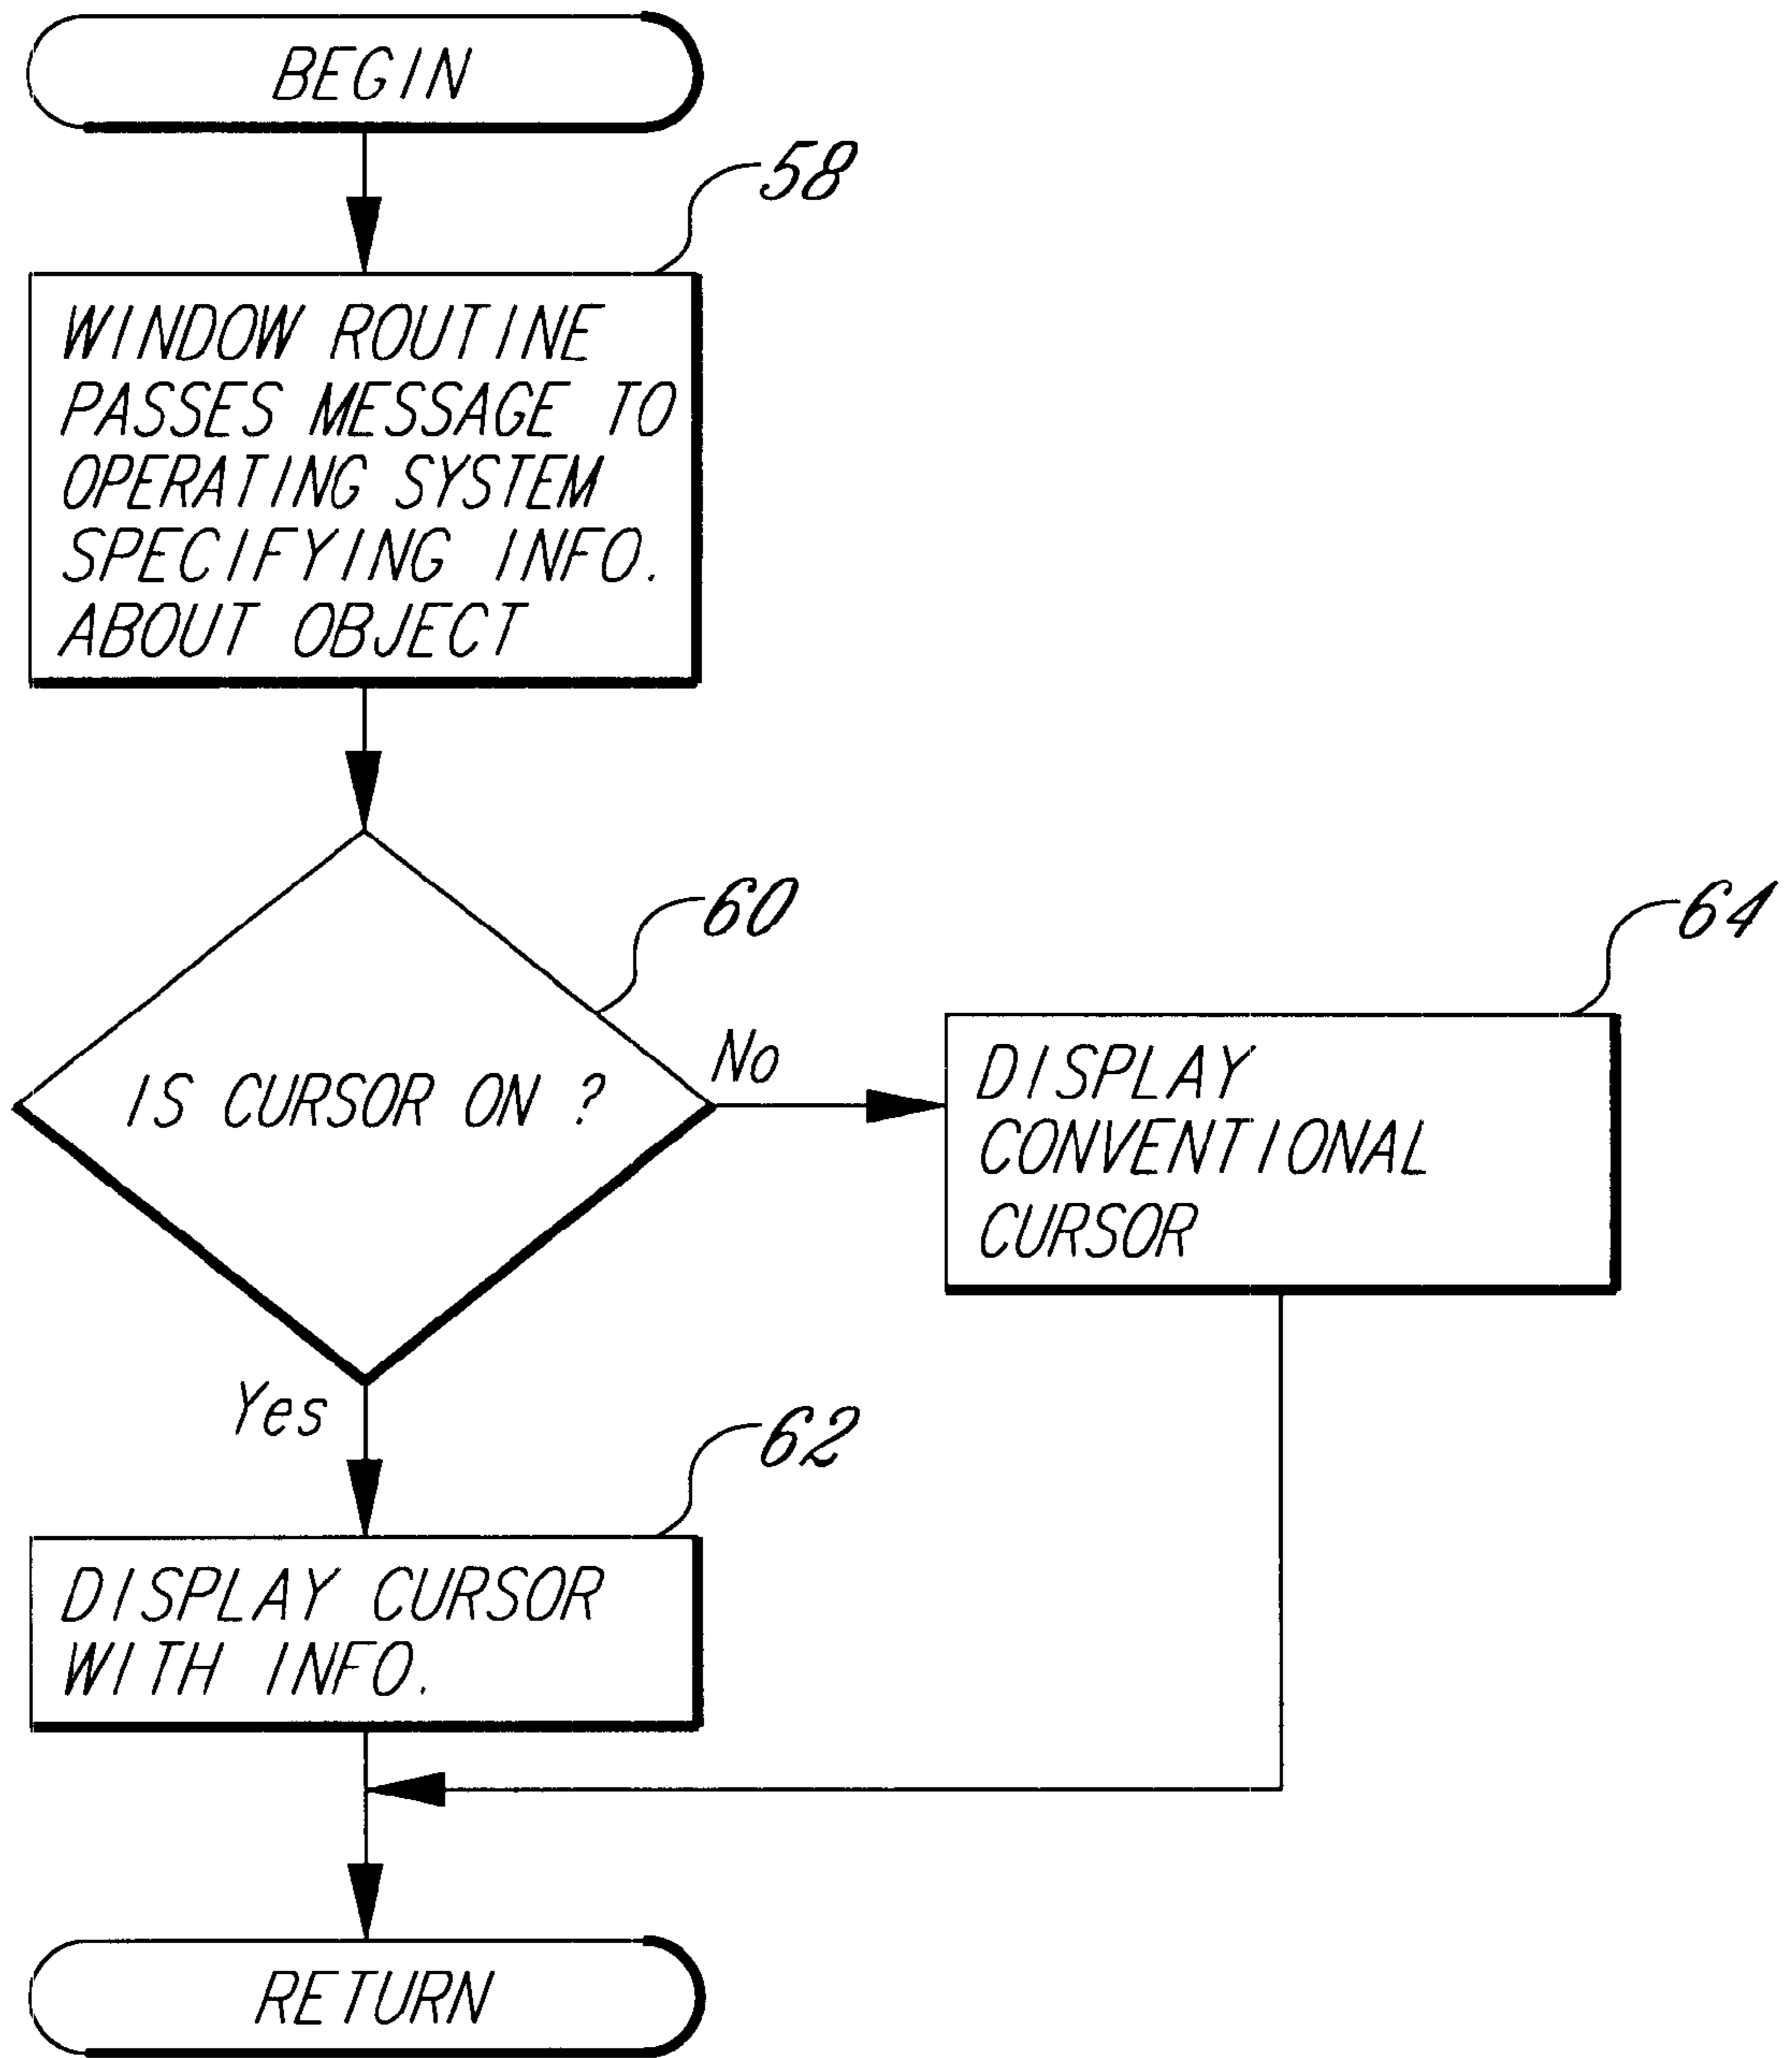 BEGIN
58
WINDOW ROUTINE
PASSES MESSAGE TO
OPERATING SYSTEM
SPECIFYING INFO.
ABOUT OBJECT
60
IS CURSOR ON ?
No
64
DISPLAY
CONVENTIONAL
CURSOR
Yes
62
DISPLAY CURSOR
WITH INFO.
RETURN